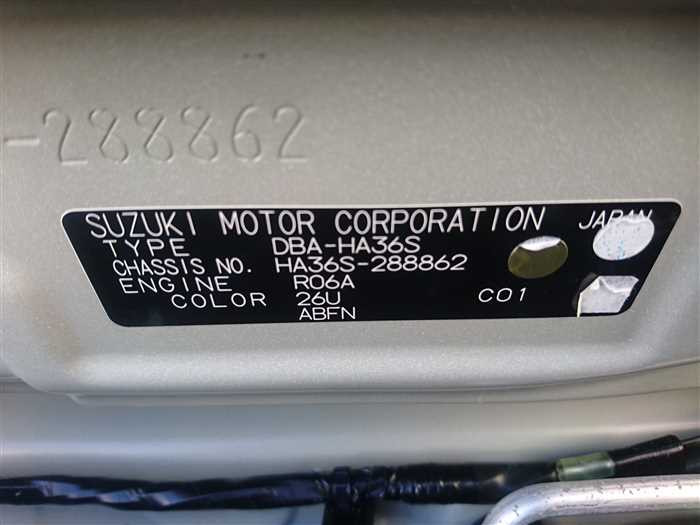 -288862
SUZUKI MOTOR CORPORATION JAPAN
TYPE DBA-HA36S
CHASSIS NO. HA36S-288862
ENGINE R06A
COLOR 26U C01
ABFN